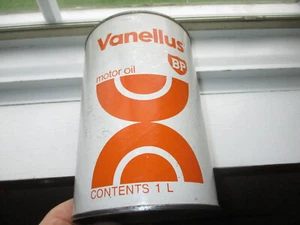 Vanellus
BP
motor oil
CONTENTS 1 L